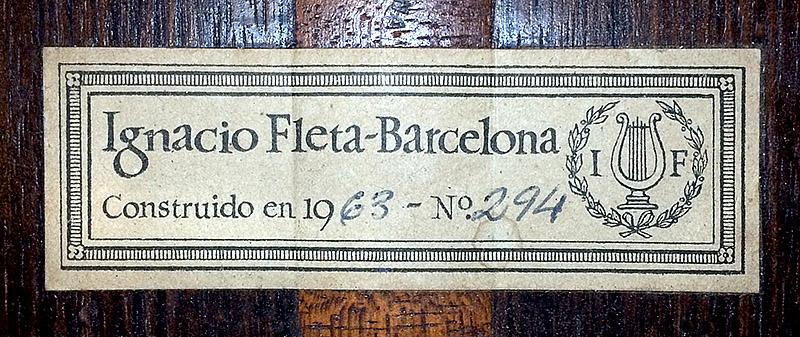 Ignacio Fleta-Barcelona
Construido en 1963 - Nº 294
I F